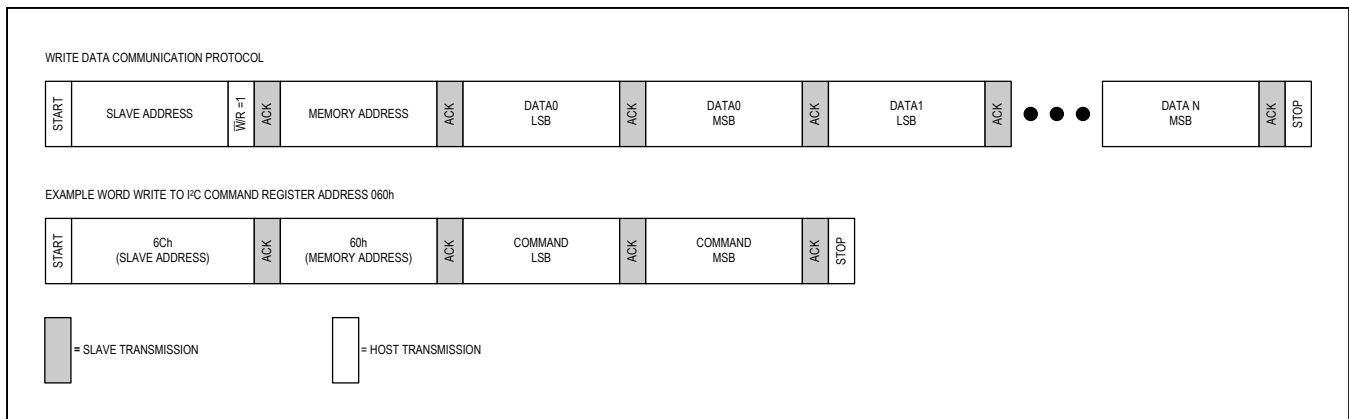 WRITE DATA COMMUNICATION PROTOCOL
START
SLAVE ADDRESS
W̅/R =1
ACK
MEMORY ADDRESS
ACK
DATA0
LSB
ACK
DATA0
MSB
ACK
DATA1
LSB
ACK
DATA N
MSB
ACK
STOP
EXAMPLE WORD WRITE TO I²C COMMAND REGISTER ADDRESS 060h
START
6Ch
(SLAVE ADDRESS)
ACK
60h
(MEMORY ADDRESS)
ACK
COMMAND
LSB
ACK
COMMAND
MSB
ACK
STOP
= SLAVE TRANSMISSION
= HOST TRANSMISSION